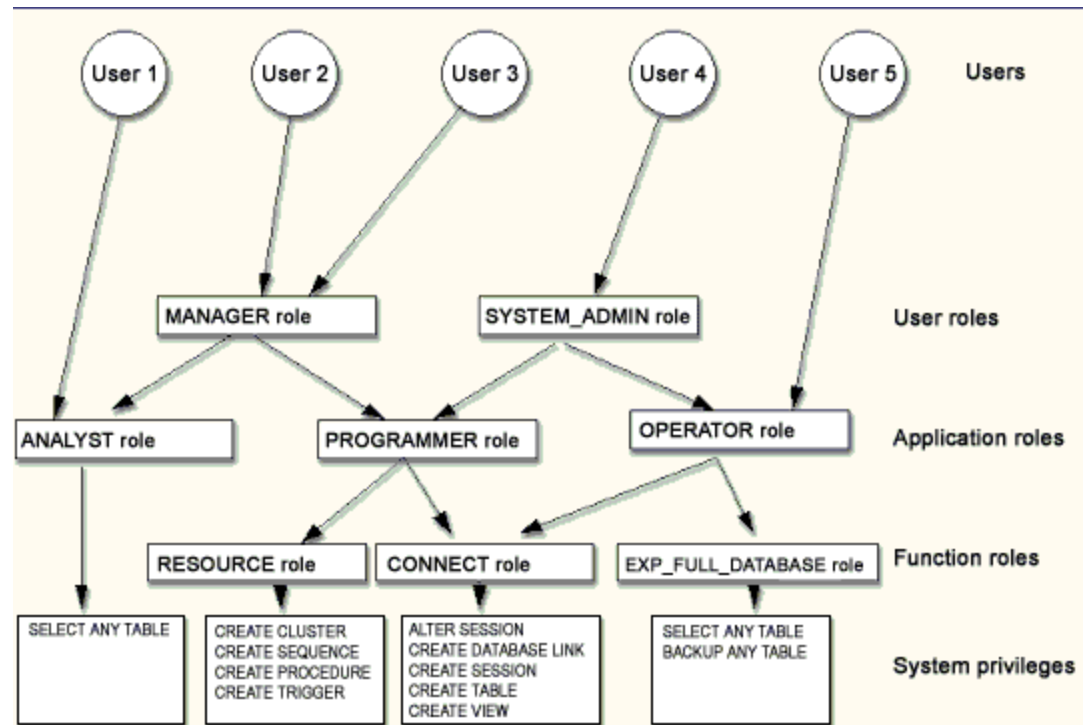 User 1
User 2
User 3
User 4
User 5
Users
MANAGER role
SYSTEM_ADMIN role
User roles
ANALYST role
PROGRAMMER role
OPERATOR role
Application roles
RESOURCE role
CONNECT role
EXP_FULL_DATABASE role
Function roles
SELECT ANY TABLE
CREATE CLUSTER
CREATE SEQUENCE
CREATE PROCEDURE
CREATE TRIGGER
ALTER SESSION
CREATE DATABASE LINK
CREATE SESSION
CREATE TABLE
CREATE VIEW
SELECT ANY TABLE
BACKUP ANY TABLE
System privileges